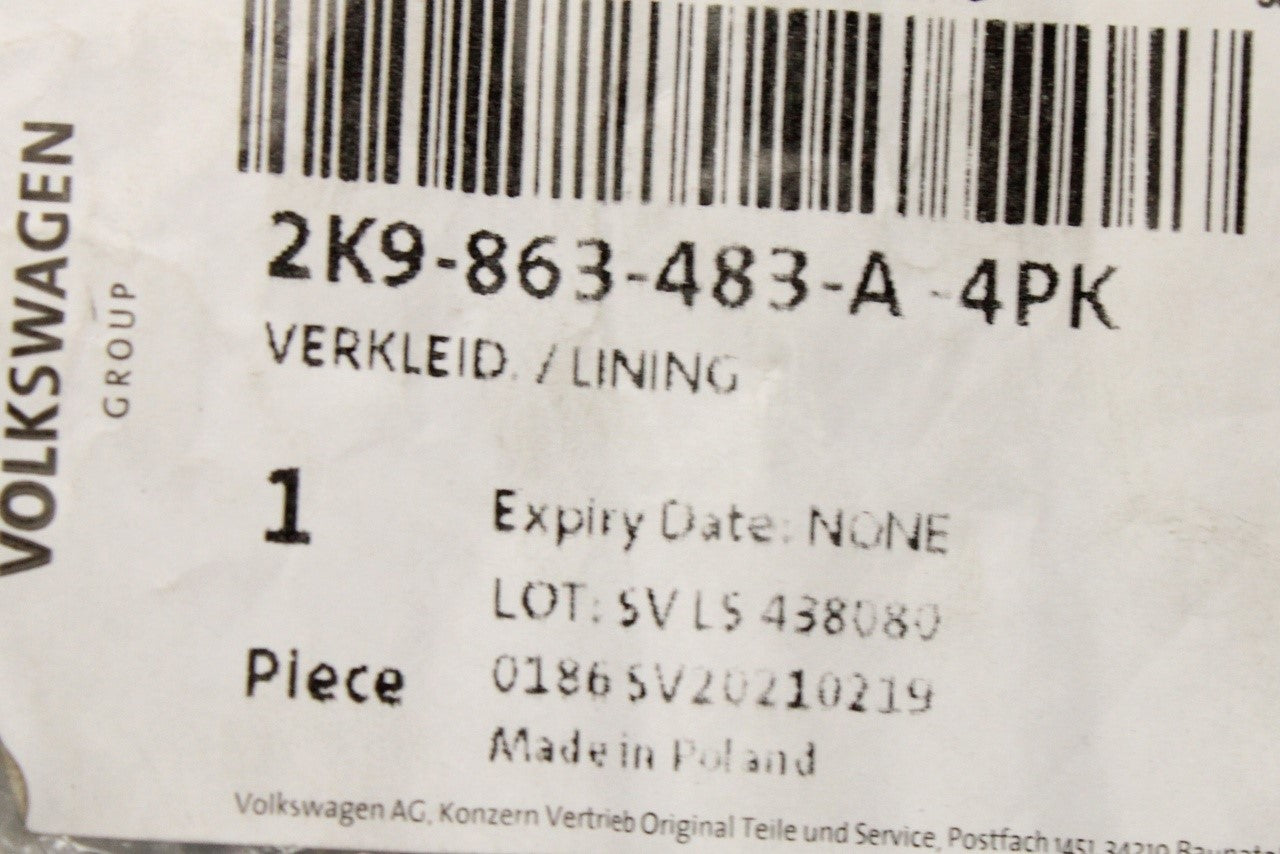 VOLKSWAGEN
GROUP
2K9-863-483-A -4PK
VERKLEID. / LINING
1
Piece
Expiry Date: NONE
LOT: SV LS 438080
0186 SV20210219
Made in Poland
Volkswagen AG, Konzern Vertrieb Original Teile und Service, Postfach 1451, 34210